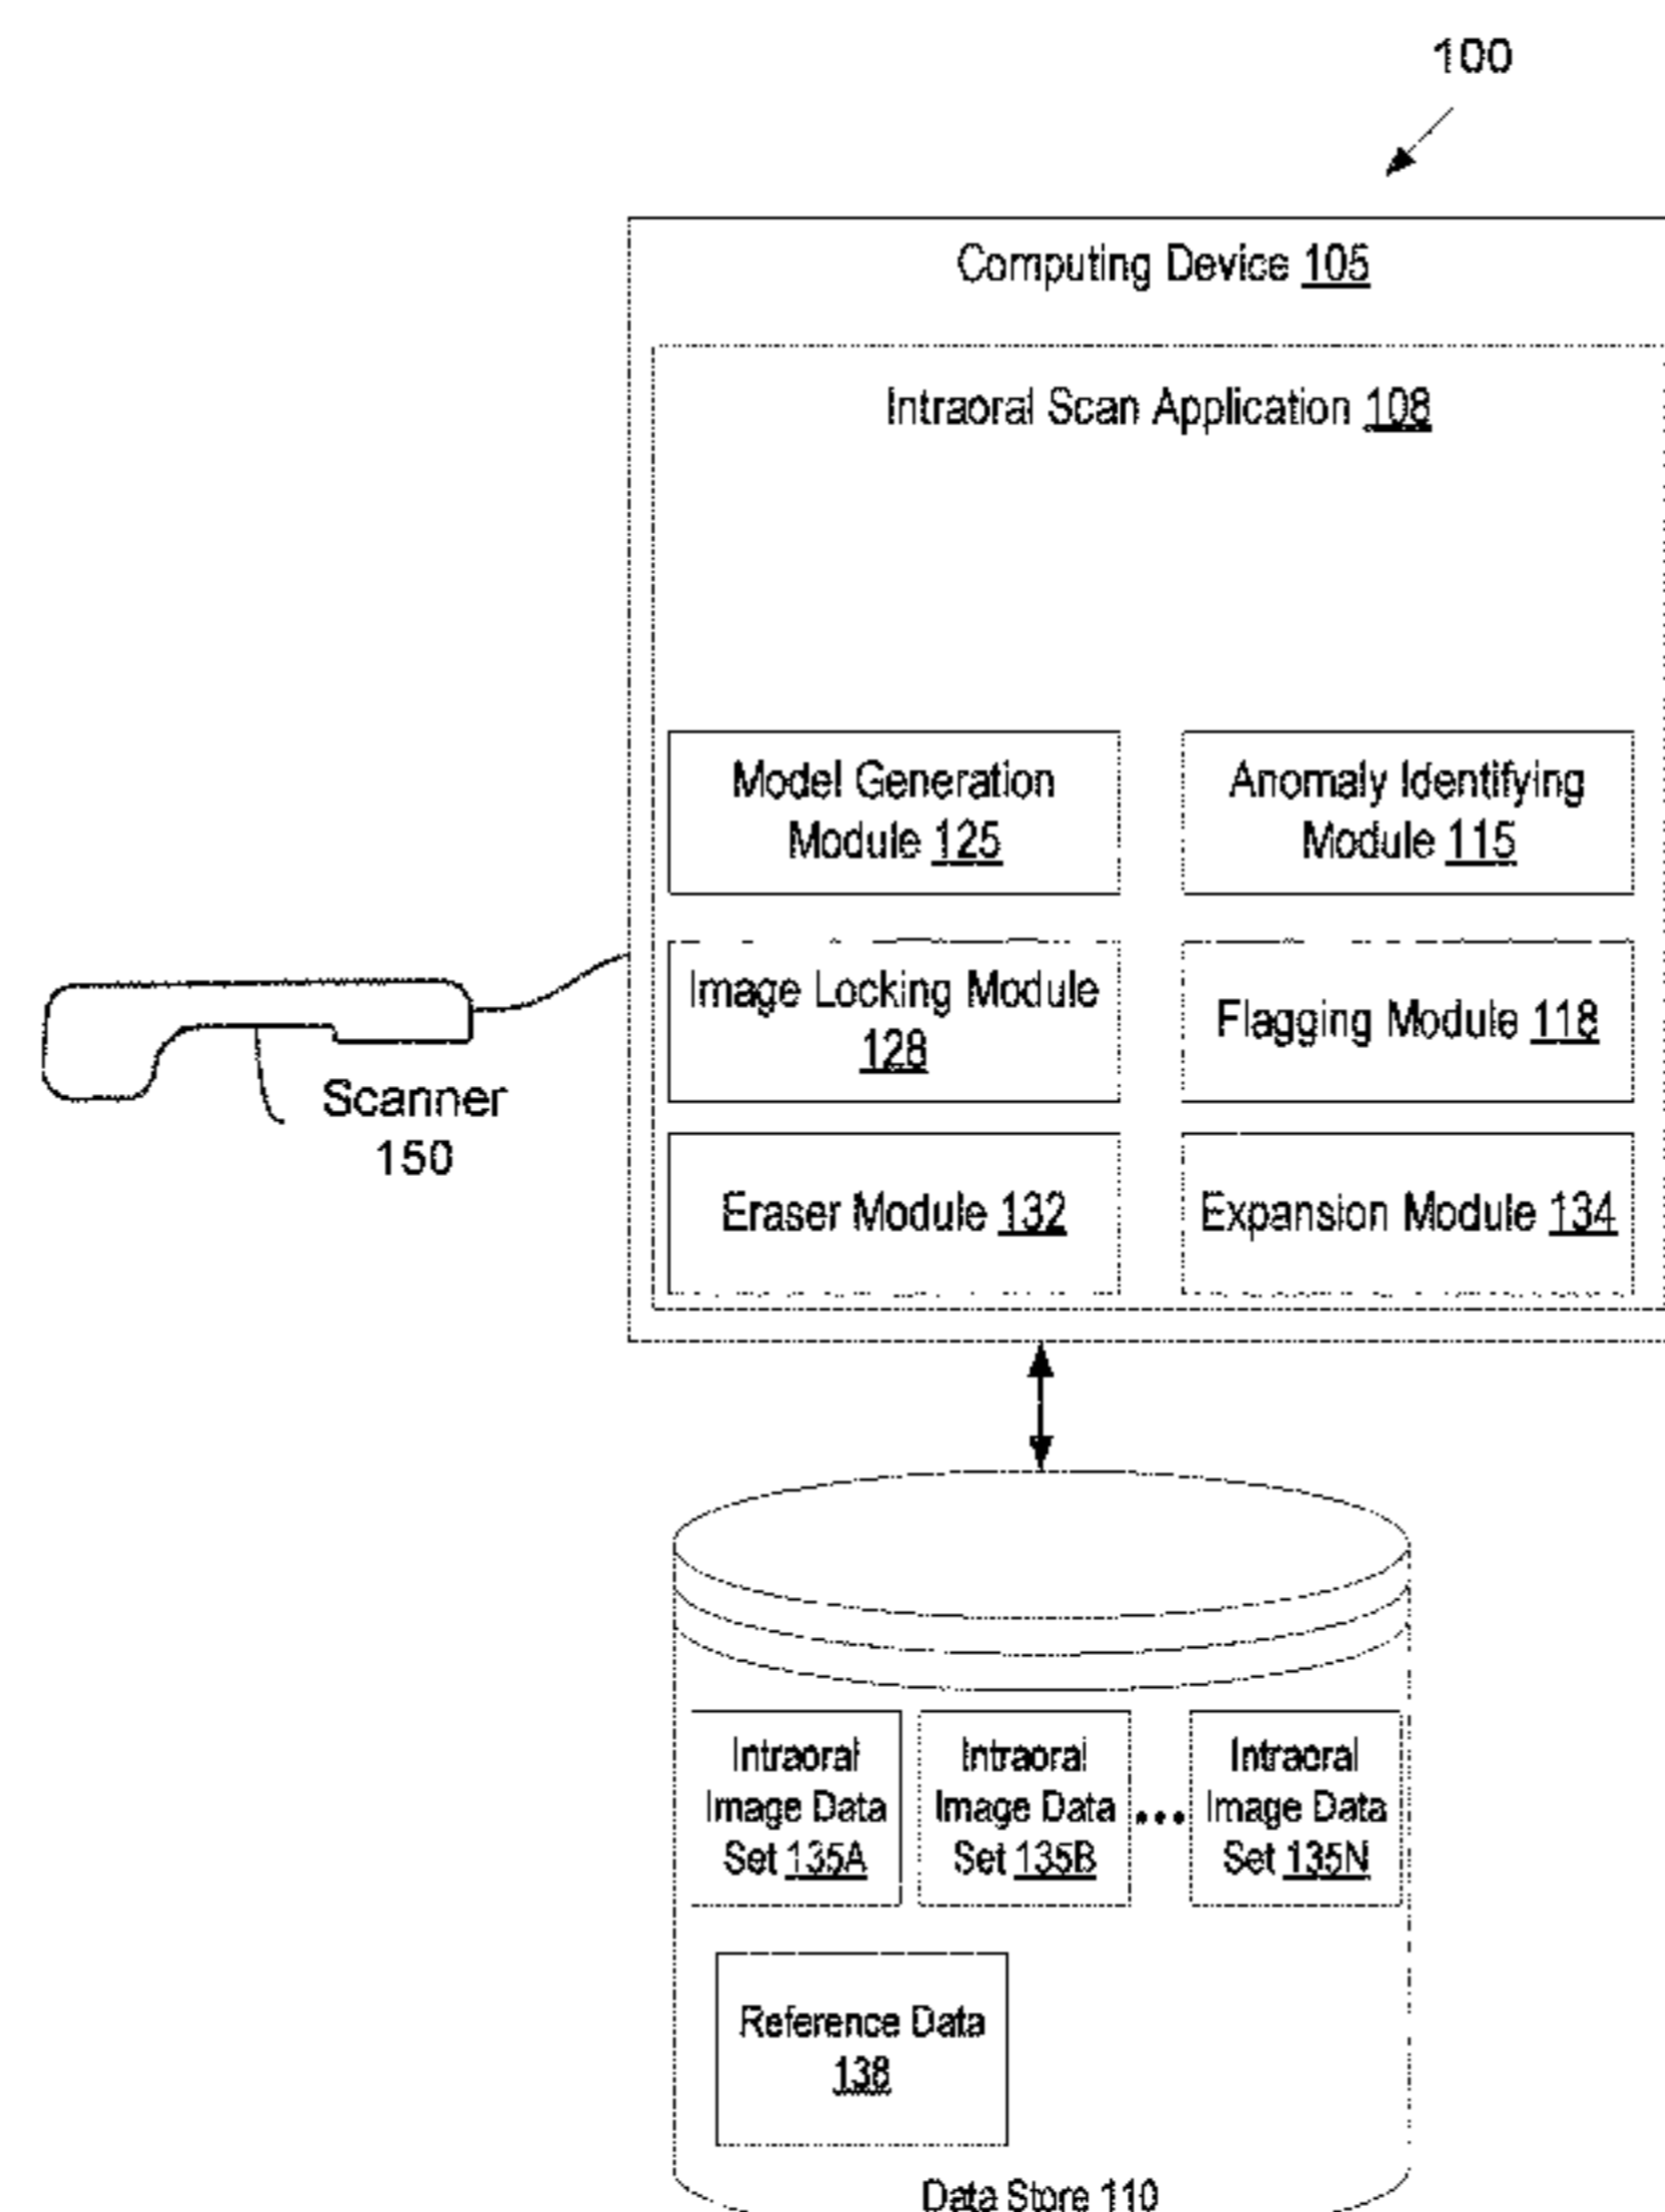 100
Computing Device 105
Intraoral Scan Application 108
Model Generation
Module 125
Anomaly Identifying
Module 115
Image Locking Module
128
Flagging Module 118
Scanner
150
Eraser Module 132
Expansion Module 134
Intraoral
Image Data
Set 135A
Intraoral
Image Data
Set 135B
•••
Intraoral
Image Data
Set 135N
Reference Data
138
Data Store 110